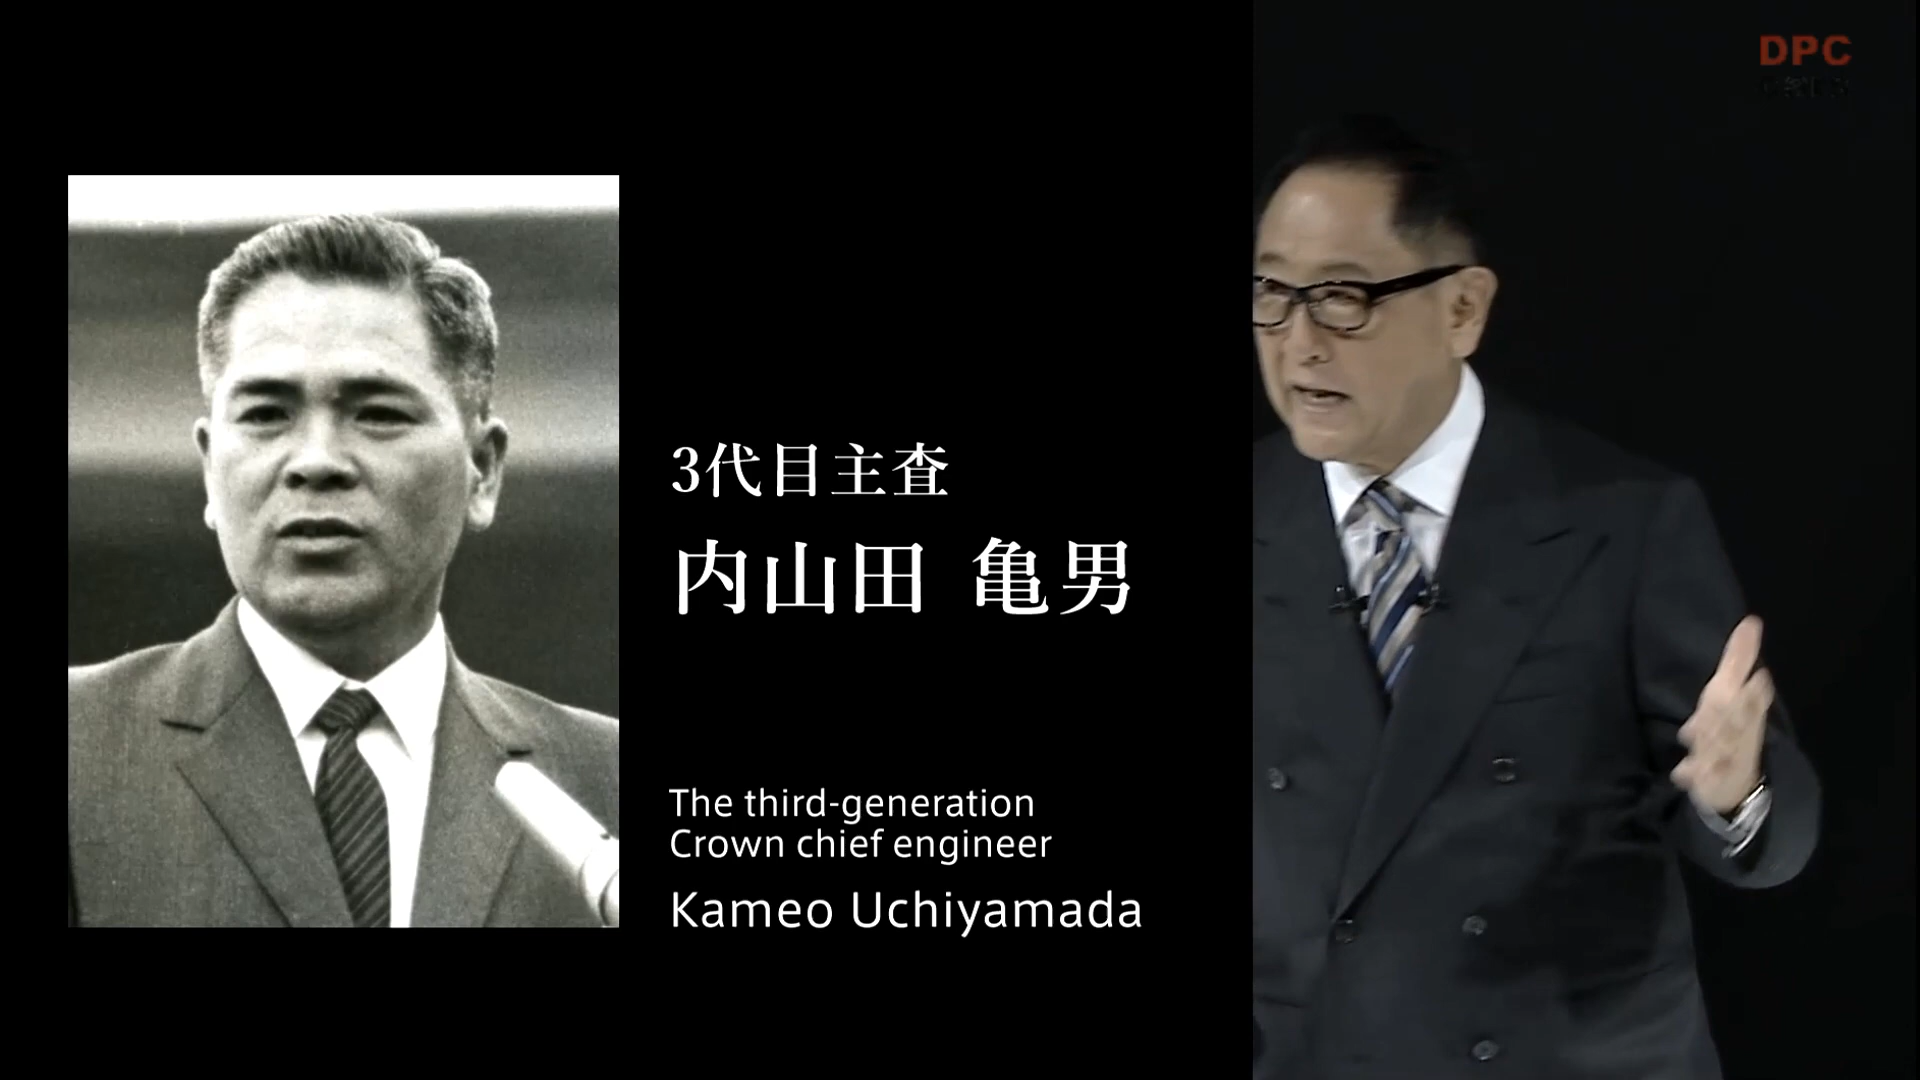 DPC
3代目主査
内山田 亀男
The third-generation
Crown chief engineer
Kameo Uchiyamada